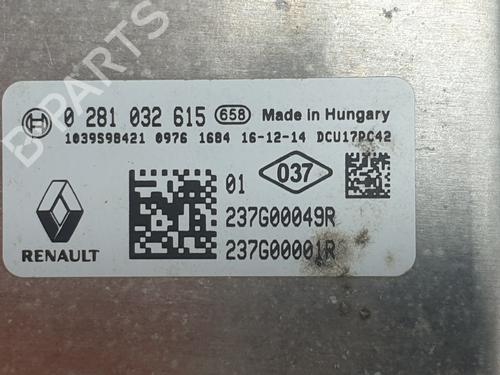 B-PARTS
0 281 032 615 658 Made in Hungary
1039S98421 0976 1684 16-12-14 DCU17PC42
01 037
237G00049R
RENAULT 237G00001R